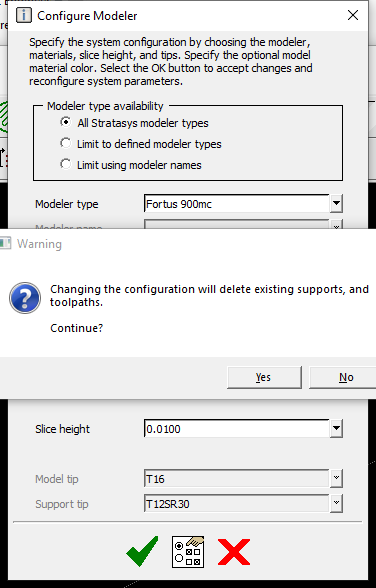 Configure Modeler
Specify the system configuration by choosing the modeler,
materials, slice height, and tips. Specify the optional model
material color. Select the OK button to accept changes and
reconfigure system parameters.
Modeler type availability
All Stratasys modeler types
Limit to defined modeler types
Limit using modeler names
Modeler type
Fortus 900mc
Modeler name
Warning
Changing the configuration will delete existing supports, and
toolpaths.
Continue?
Yes
No
Slice height
0.0100
Model tip
T16
Support tip
T12SR30